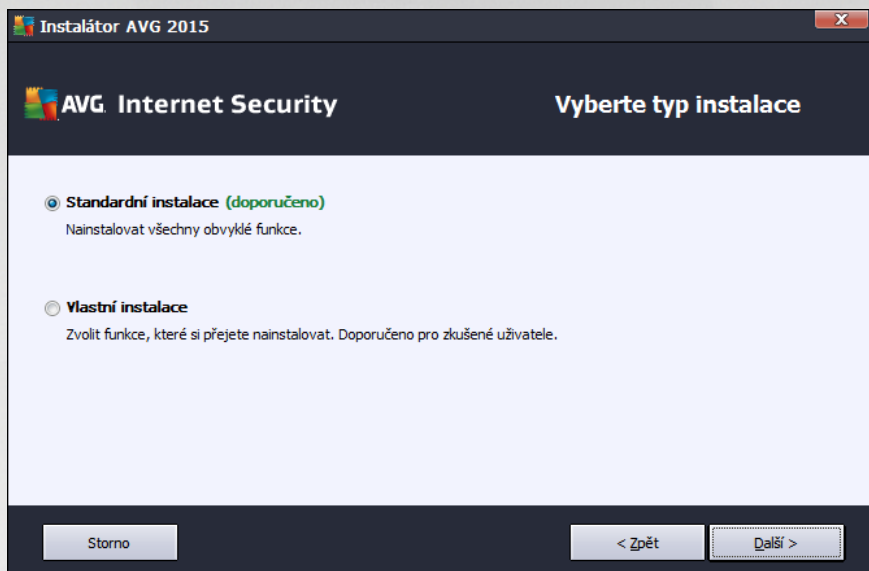 Instalátor AVG 2015
AVG. Internet Security
Vyberte typ instalace
Standardní instalace (doporučeno)
Nainstalovat všechny obvyklé funkce.
Vlastní instalace
Zvolit funkce, které si přejete nainstalovat. Doporučeno pro zkušené uživatele.
Storno
< Zpět
Další >